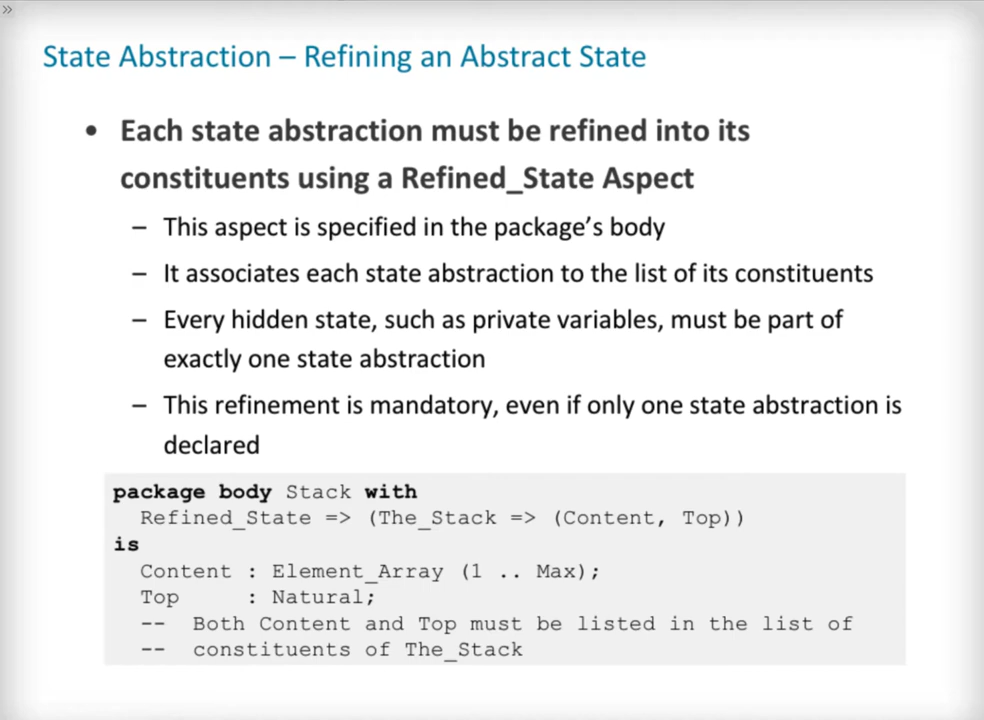 »
State Abstraction – Refining an Abstract State
• Each state abstraction must be refined into its
constituents using a Refined_State Aspect
– This aspect is specified in the package's body
– It associates each state abstraction to the list of its constituents
– Every hidden state, such as private variables, must be part of
exactly one state abstraction
– This refinement is mandatory, even if only one state abstraction is
declared
package body Stack with
  Refined_State => (The_Stack => (Content, Top))
is
  Content : Element_Array (1 .. Max);
  Top     : Natural;
  --  Both Content and Top must be listed in the list of
  --  constituents of The_Stack